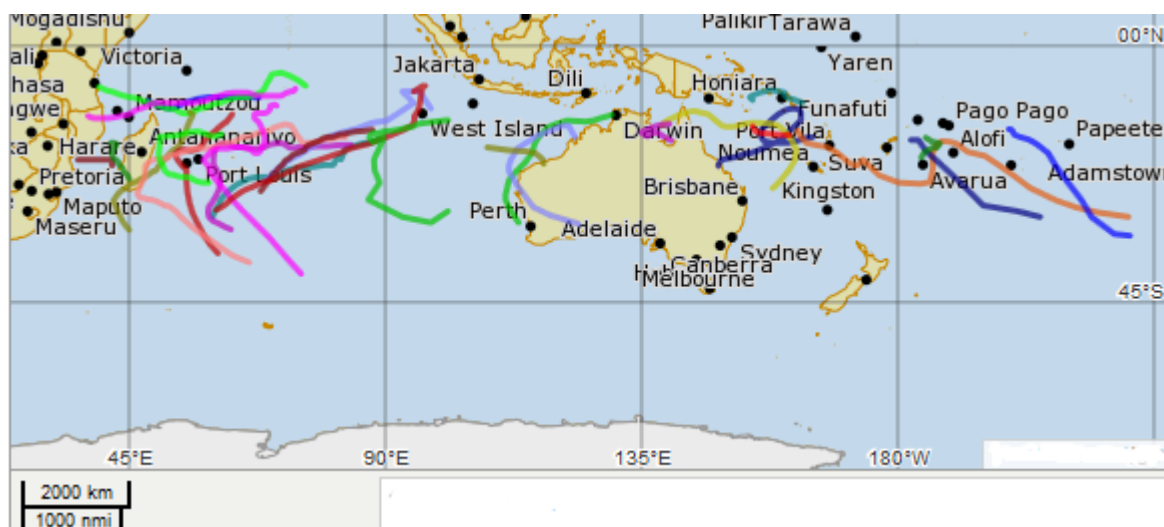 Mogadishu
Palikir Tarawa
00°N
Victoria
Yaren
Jakarta
Dili
Honiara
Mamoutzou
Funafuti
Pago Pago
West Island
Darwin
Port Vila
Antananarivo
Alofi
Papeete
Harare
Noumea
Suva
Pretoria
Port Louis
Brisbane
Kingston
Avarua
Adamstow
Maputo
Perth
Maseru
Adelaide
Sydney
Canberra
Melbourne
45°S
45°E
90°E
135°E
180°W
2000 km
1000 nmi